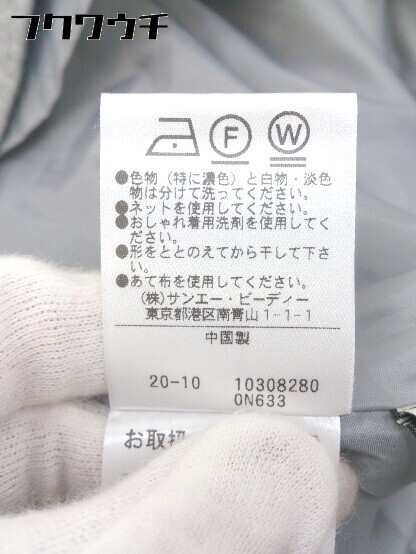 フクワウチ
F W
●色物(特に濃色)と白物・淡色
物は分けて洗ってください。
●ネットを使用してください。
●おしゃれ着用洗剤を使用してく
ださい。
●形をととのえてから干して下さ
い。
●あて布を使用してください。
(株)サンエー・ビーディー
東京都港区南青山1-1-1
中国製
20-10 10308280
0N633
お取扱